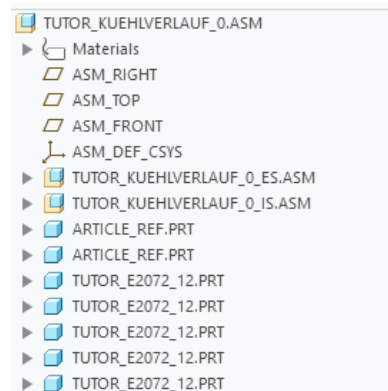 TUTOR_KUEHLVERLAUF_0.ASM
Materials
ASM_RIGHT
ASM_TOP
ASM_FRONT
ASM_DEF_CSYS
TUTOR_KUEHLVERLAUF_0_ES.ASM
TUTOR_KUEHLVERLAUF_0_IS.ASM
ARTICLE_REF.PRT
ARTICLE_REF.PRT
TUTOR_E2072_12.PRT
TUTOR_E2072_12.PRT
TUTOR_E2072_12.PRT
TUTOR_E2072_12.PRT
TUTOR_E2072_12.PRT